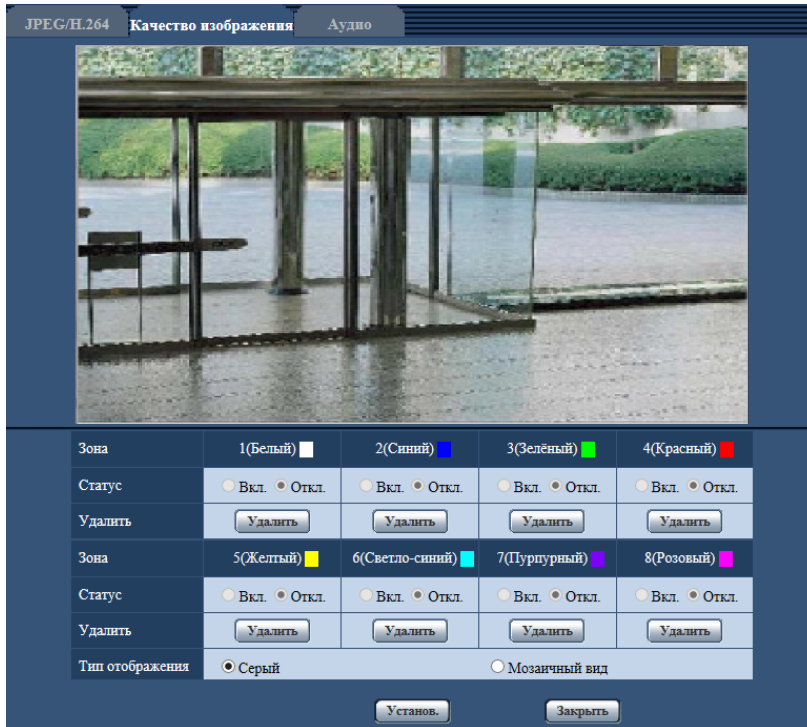 JPEG/H.264 Качество изображения Аудио
Зона 1(Белый) 2(Синий) 3(Зелёный) 4(Красный)
Статус Вкл. Откл. Вкл. Откл. Вкл. Откл. Вкл. Откл.
Удалить Удалить Удалить Удалить Удалить
Зона 5(Желтый) 6(Светло-синий) 7(Пурпурный) 8(Розовый)
Статус Вкл. Откл. Вкл. Откл. Вкл. Откл. Вкл. Откл.
Удалить Удалить Удалить Удалить Удалить
Тип отображения Серый Мозаичный вид
Установ. Закрыть